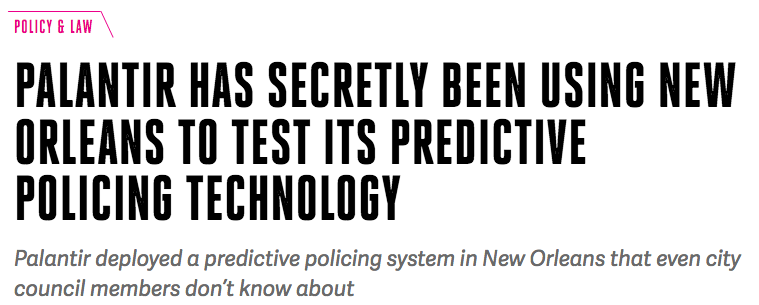 POLICY & LAW
PALANTIR HAS SECRETLY BEEN USING NEW
ORLEANS TO TEST ITS PREDICTIVE
POLICING TECHNOLOGY
Palantir deployed a predictive policing system in New Orleans that even city
council members don’t know about